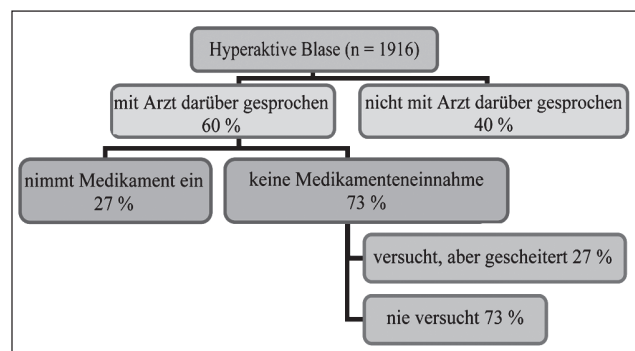 Hyperaktive Blase (n = 1916)
mit Arzt darüber gesprochen
60 %
nicht mit Arzt darüber gesprochen
40 %
nimmt Medikament ein
27 %
keine Medikamenteneinnahme
73 %
versucht, aber gescheitert 27 %
nie versucht 73 %